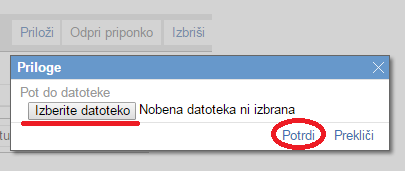 Priloži Odpri priponko Izbriši
Priloge
Pot do datoteke
Izberite datoteko Nobena datoteka ni izbrana
Potrdi Prekliči